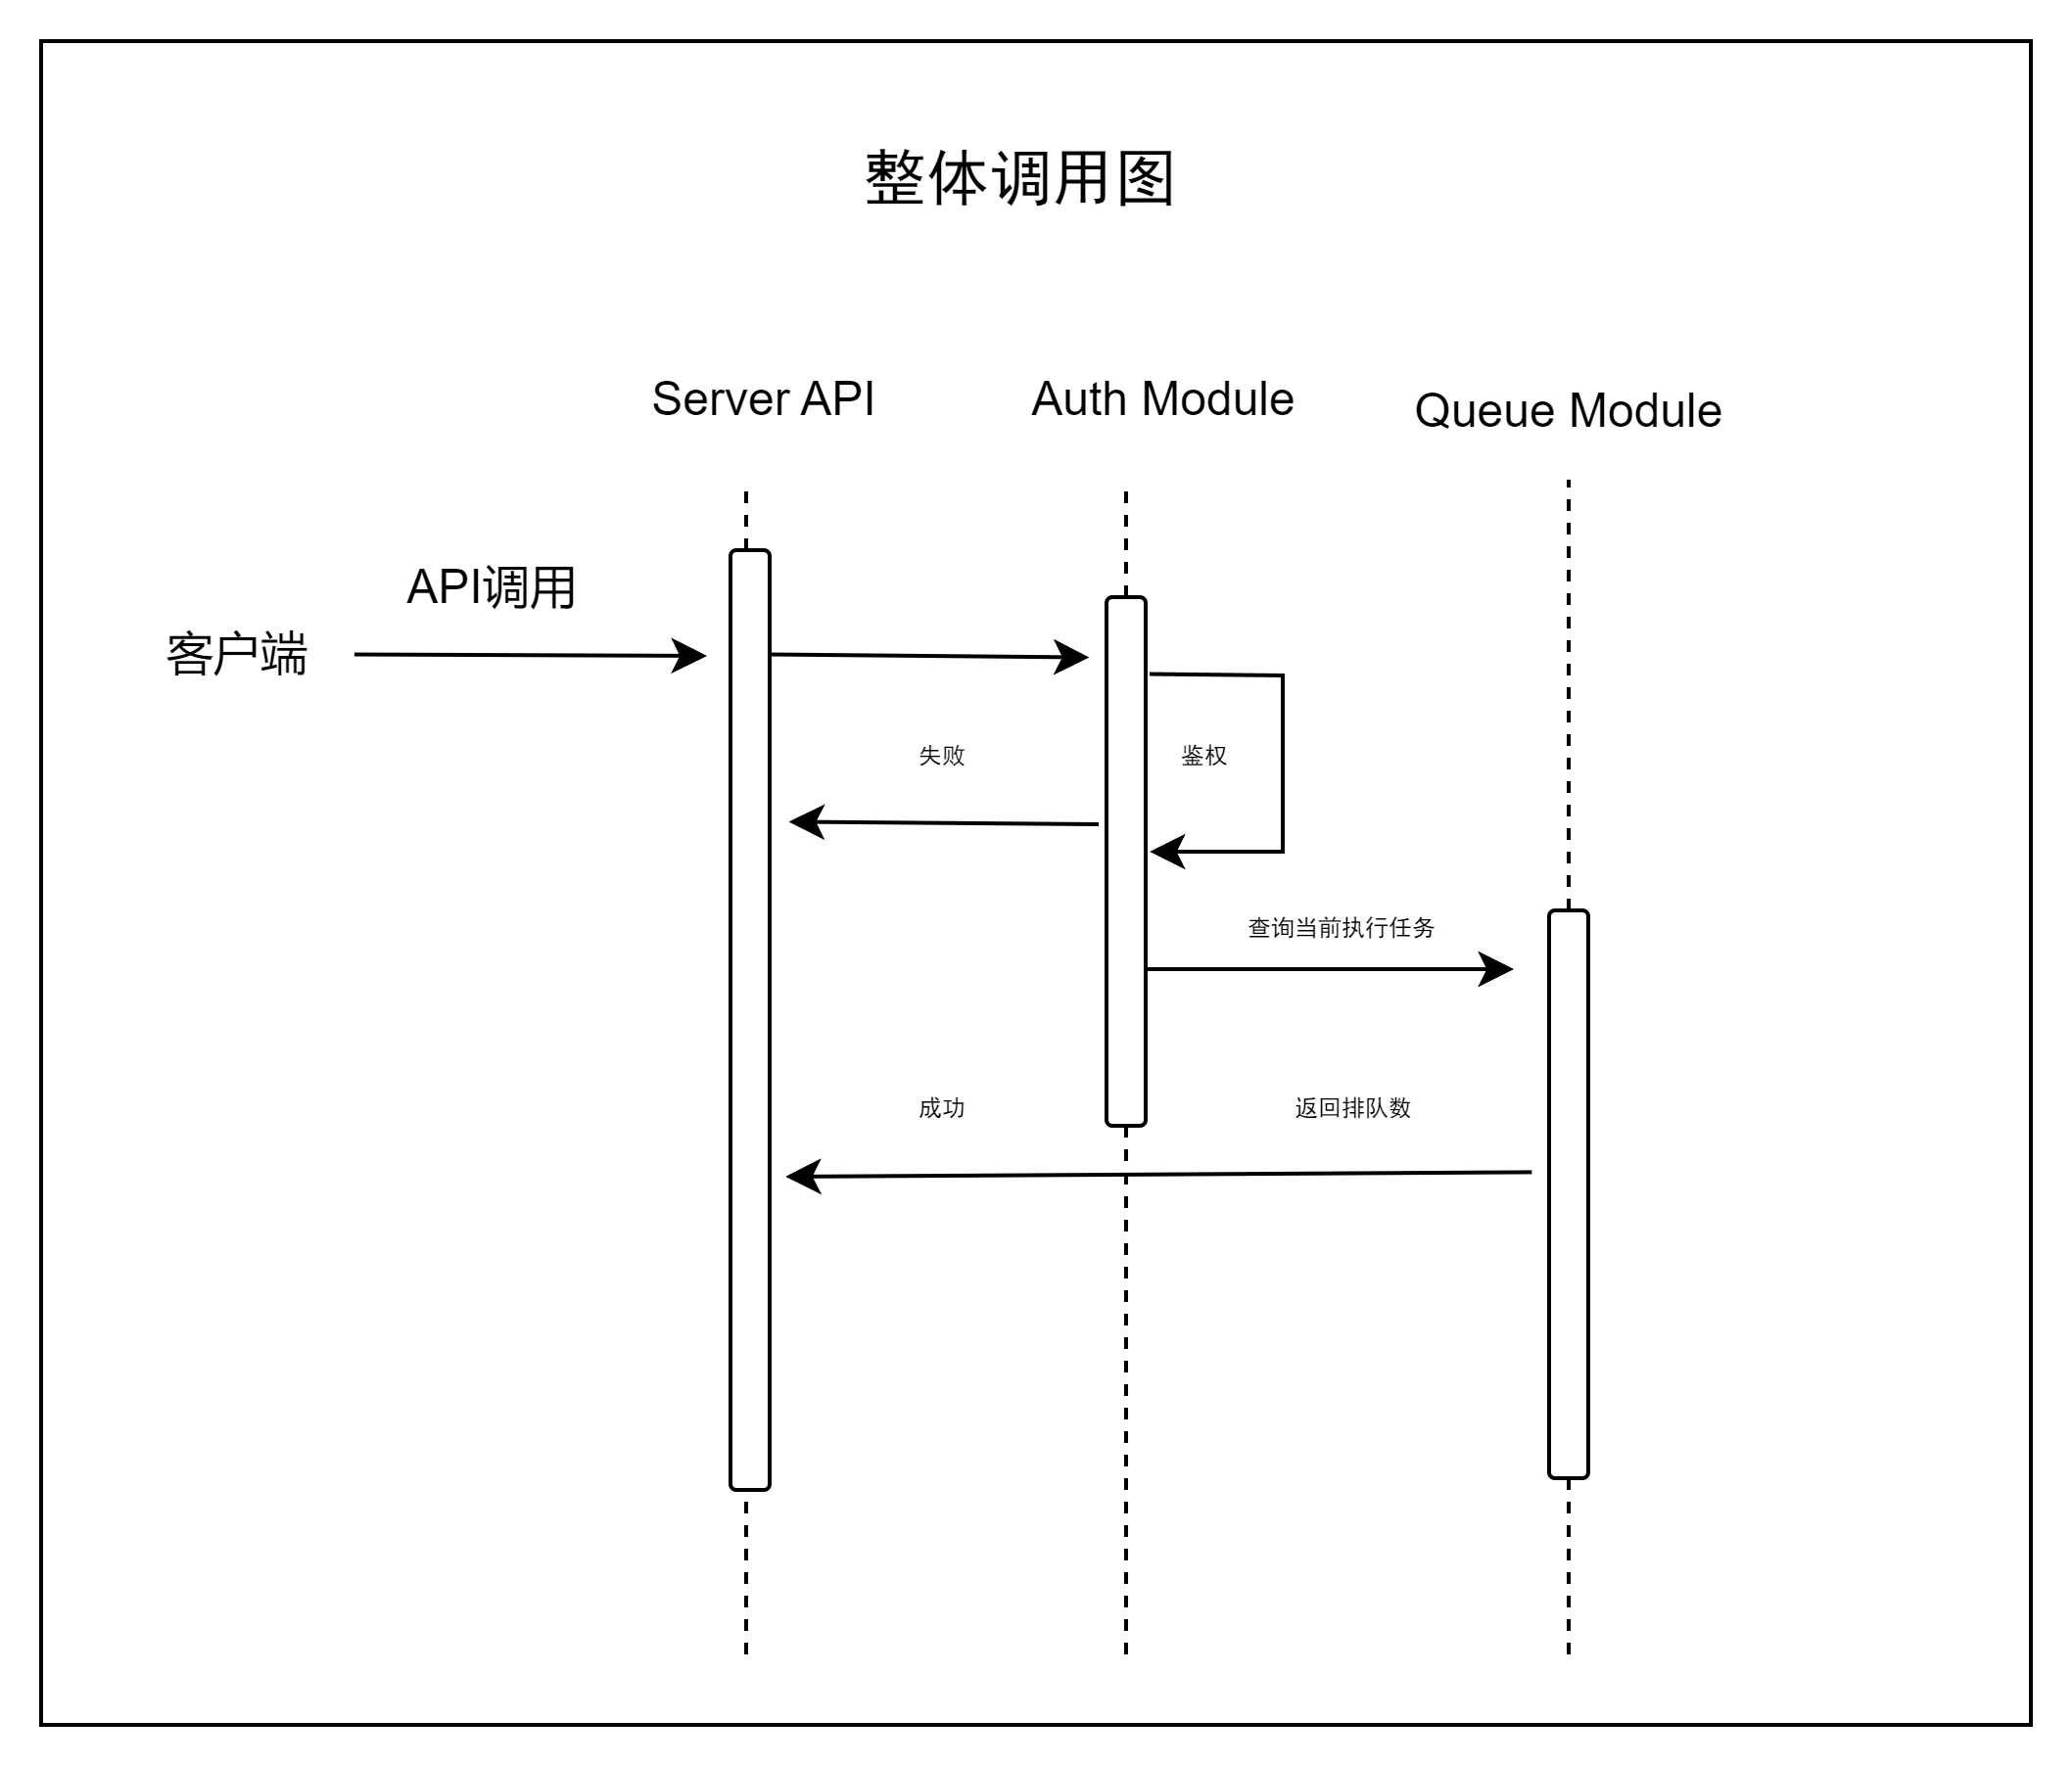 整体调用图
Server API
Auth Module
Queue Module
API调用
客户端
失败
鉴权
查询当前执行任务
成功
返回排队数